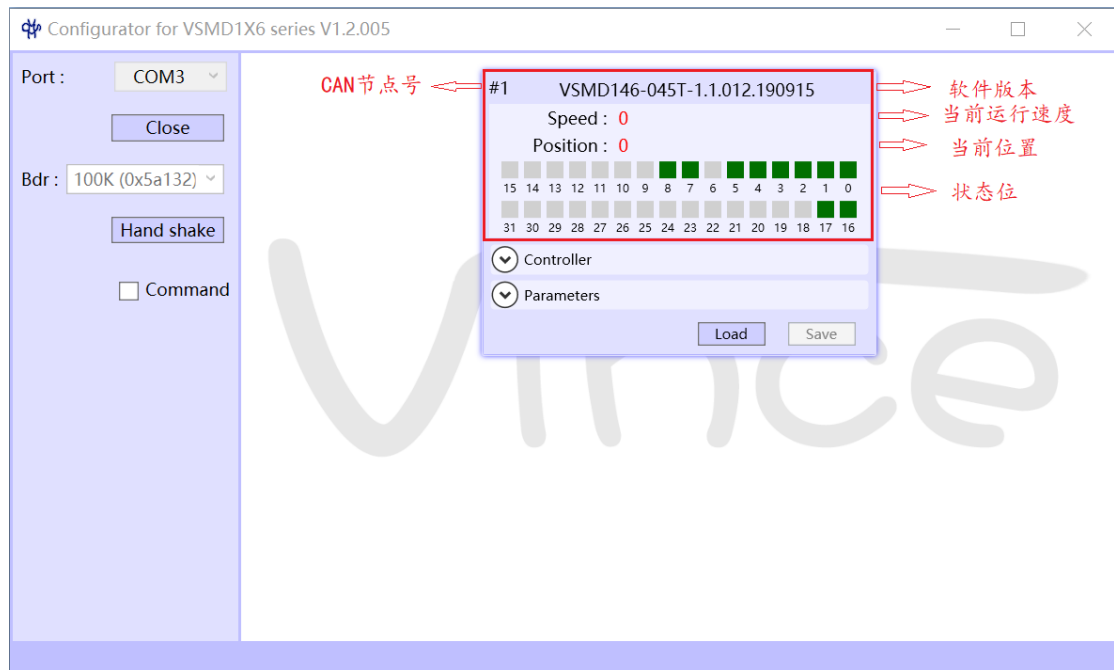 Configurator for VSMD1X6 series V1.2.005
Port : COM3
Close
Bdr : 100K (0x5a132)
Hand shake
Command
CAN节点号
#1 VSMD146-045T-1.1.012.190915
软件版本
Speed : 0
当前运行速度
Position : 0
当前位置
15 14 13 12 11 10 9 8 7 6 5 4 3 2 1 0
状态位
31 30 29 28 27 26 25 24 23 22 21 20 19 18 17 16
Controller
Parameters
Load Save
Vince